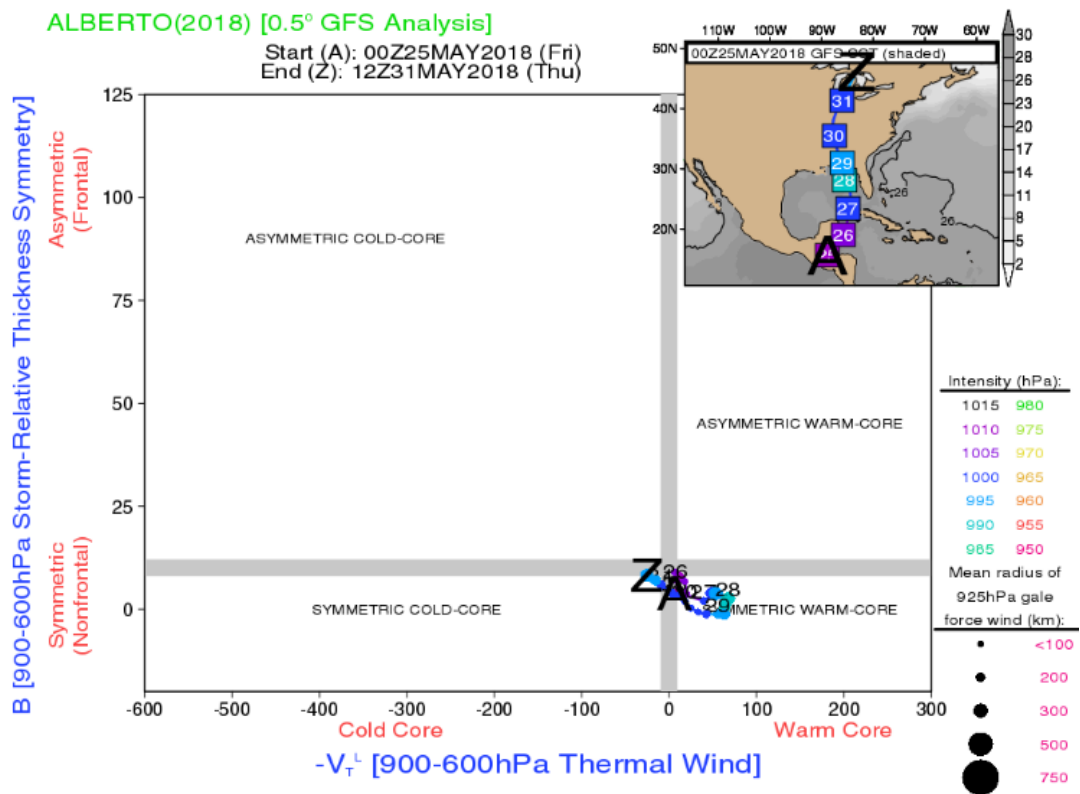 ALBERTO(2018) [0.5° GFS Analysis]
Start (A): 00Z25MAY2018 (Fri)
End (Z): 12Z31MAY2018 (Thu)
B [900-600hPa Storm-Relative Thickness Symmetry]
Asymmetric
(Frontal)
Symmetric
(Nonfrontal)
125
100
75
50
25
0
ASYMMETRIC COLD-CORE
ASYMMETRIC WARM-CORE
SYMMETRIC COLD-CORE
MMETRIC WARM-CORE
Z
A
26
27
28
29
-600
-500
-400
-300
-200
-100
0
100
200
300
Cold Core
Warm Core
-V_T^L [900-600hPa Thermal Wind]
110W
100W
90W
80W
70W
60W
00Z25MAY2018 GFS SST (shaded)
50N
40N
30N
20N
Z
31
30
29
28
27
26
A
26
26
30
28
26
23
20
17
14
11
8
5
2
Intensity (hPa):
1015 980
1010 975
1005 970
1000 965
995 960
990 955
985 950
Mean radius of
925hPa gale
force wind (km):
<100
200
300
500
750